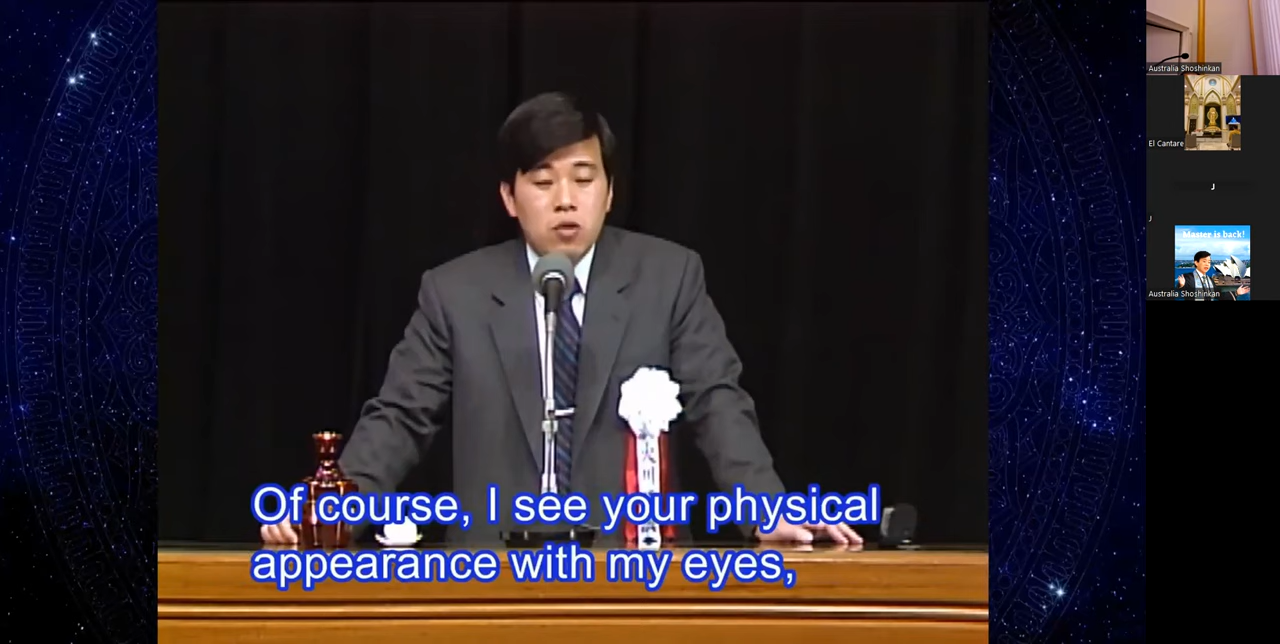 Of course, I see your physical
appearance with my eyes,
Australia Shoshinkan
El Cantare
J
J
Master is back!
Australia Shoshinkan